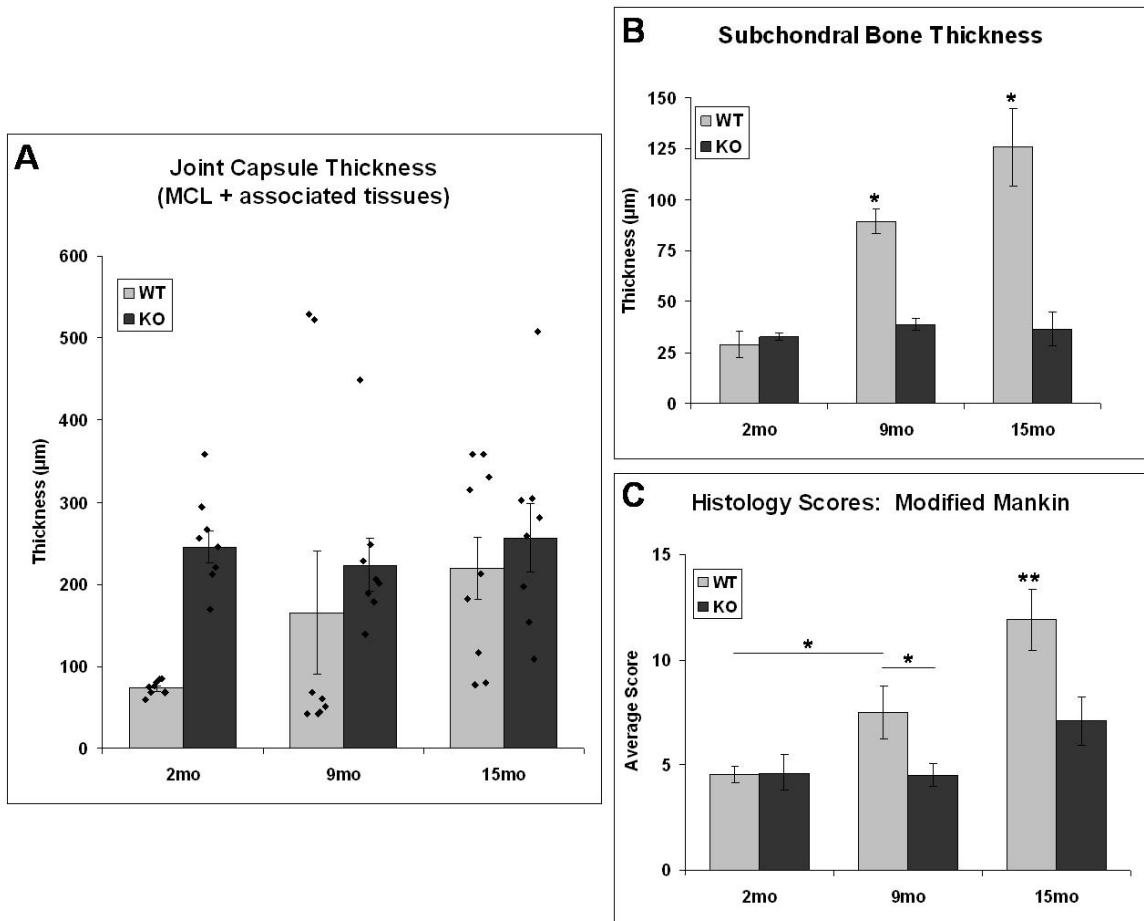 A
Joint Capsule Thickness
(MCL + associated tissues)
WT
KO
Thickness (µm)
600
500
400
300
200
100
0
2mo
9mo
15mo
B
Subchondral Bone Thickness
WT
KO
Thickness (µm)
150
125
100
75
50
25
0
*
*
2mo
9mo
15mo
C
Histology Scores: Modified Mankin
WT
KO
Average Score
15
10
5
0
*
*
**
2mo
9mo
15mo